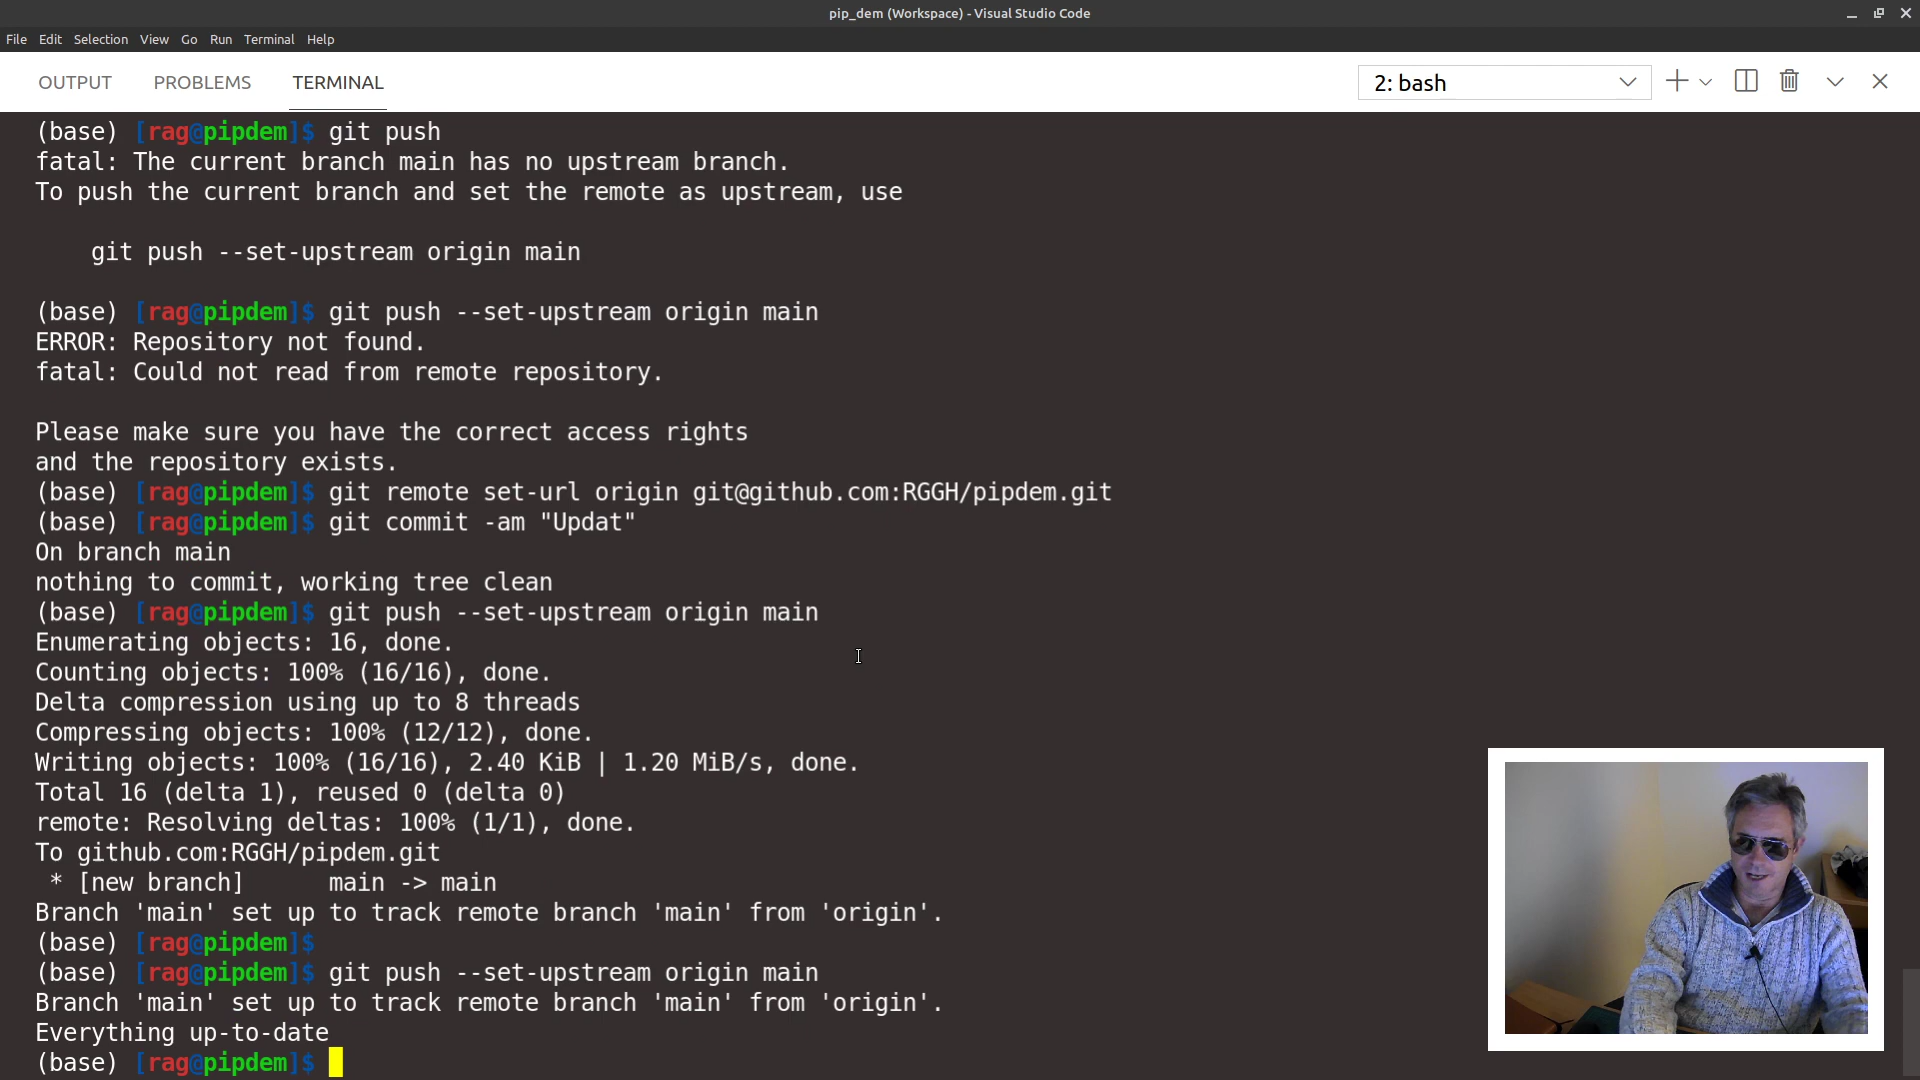 pip_dem (Workspace) - Visual Studio Code
File Edit Selection View Go Run Terminal Help
OUTPUT PROBLEMS TERMINAL 2: bash
(base) [rag@pipdem]$ git push
fatal: The current branch main has no upstream branch.
To push the current branch and set the remote as upstream, use
git push --set-upstream origin main
(base) [rag@pipdem]$ git push --set-upstream origin main
ERROR: Repository not found.
fatal: Could not read from remote repository.
Please make sure you have the correct access rights
and the repository exists.
(base) [rag@pipdem]$ git remote set-url origin git@github.com:RGGH/pipdem.git
(base) [rag@pipdem]$ git commit -am "Updat"
On branch main
nothing to commit, working tree clean
(base) [rag@pipdem]$ git push --set-upstream origin main
Enumerating objects: 16, done.
Counting objects: 100% (16/16), done.
Delta compression using up to 8 threads
Compressing objects: 100% (12/12), done.
Writing objects: 100% (16/16), 2.40 KiB | 1.20 MiB/s, done.
Total 16 (delta 1), reused 0 (delta 0)
remote: Resolving deltas: 100% (1/1), done.
To github.com:RGGH/pipdem.git
* [new branch] main -> main
Branch 'main' set up to track remote branch 'main' from 'origin'.
(base) [rag@pipdem]$
(base) [rag@pipdem]$ git push --set-upstream origin main
Branch 'main' set up to track remote branch 'main' from 'origin'.
Everything up-to-date
(base) [rag@pipdem]$